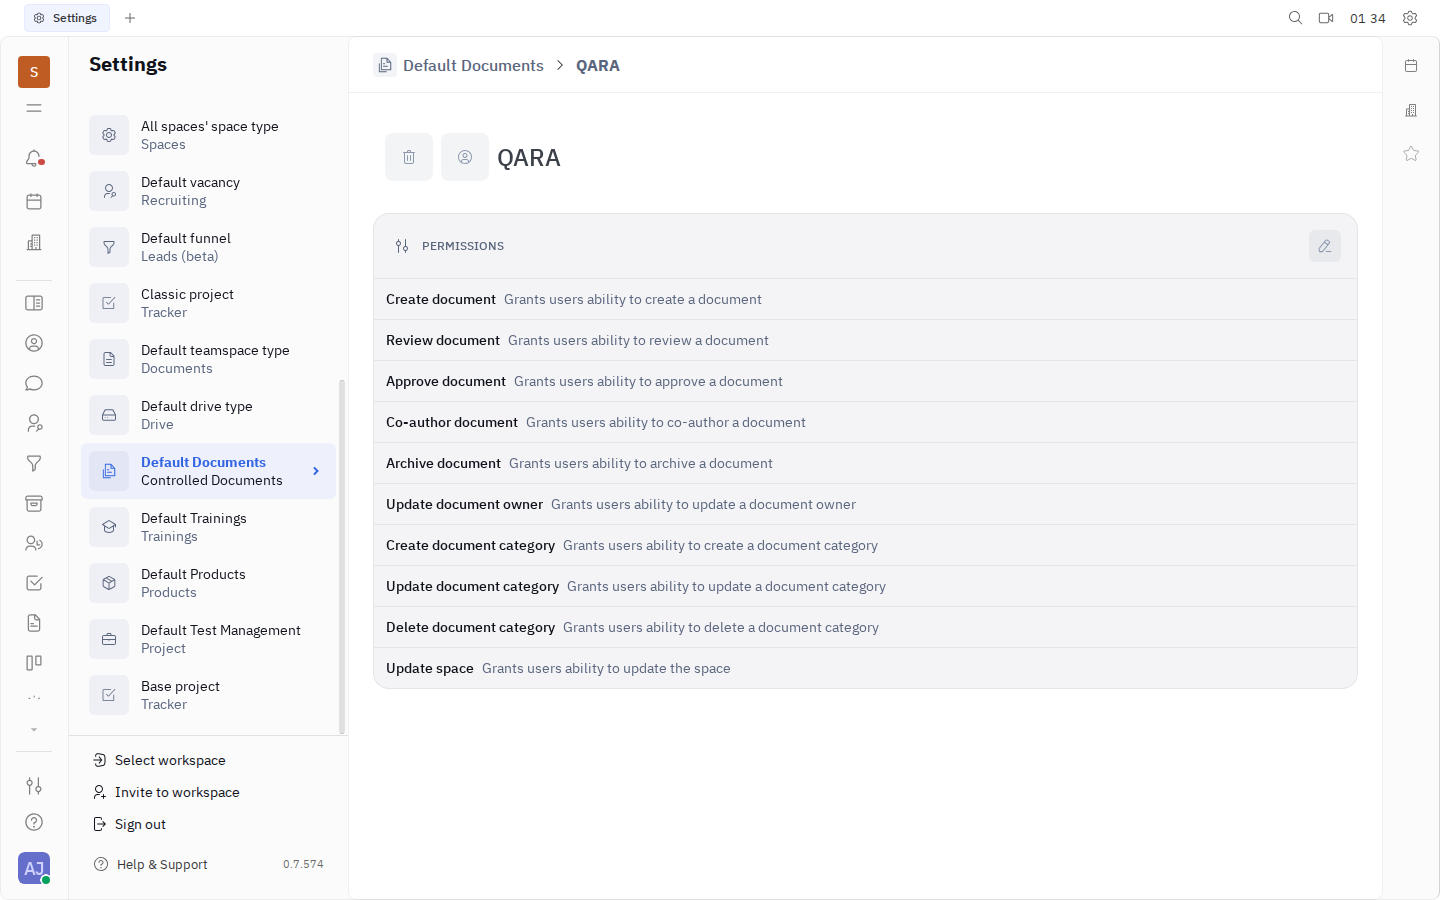 Settings
01 34
S
Settings
All spaces' space type
Spaces
Default vacancy
Recruiting
Default funnel
Leads (beta)
Classic project
Tracker
Default teamspace type
Documents
Default drive type
Drive
Default Documents
Controlled Documents
Default Trainings
Trainings
Default Products
Products
Default Test Management
Project
Base project
Tracker
Select workspace
Invite to workspace
Sign out
Help & Support 0.7.574
AJ
Default Documents > QARA
QARA
PERMISSIONS
Create document Grants users ability to create a document
Review document Grants users ability to review a document
Approve document Grants users ability to approve a document
Co-author document Grants users ability to co-author a document
Archive document Grants users ability to archive a document
Update document owner Grants users ability to update a document owner
Create document category Grants users ability to create a document category
Update document category Grants users ability to update a document category
Delete document category Grants users ability to delete a document category
Update space Grants users ability to update the space